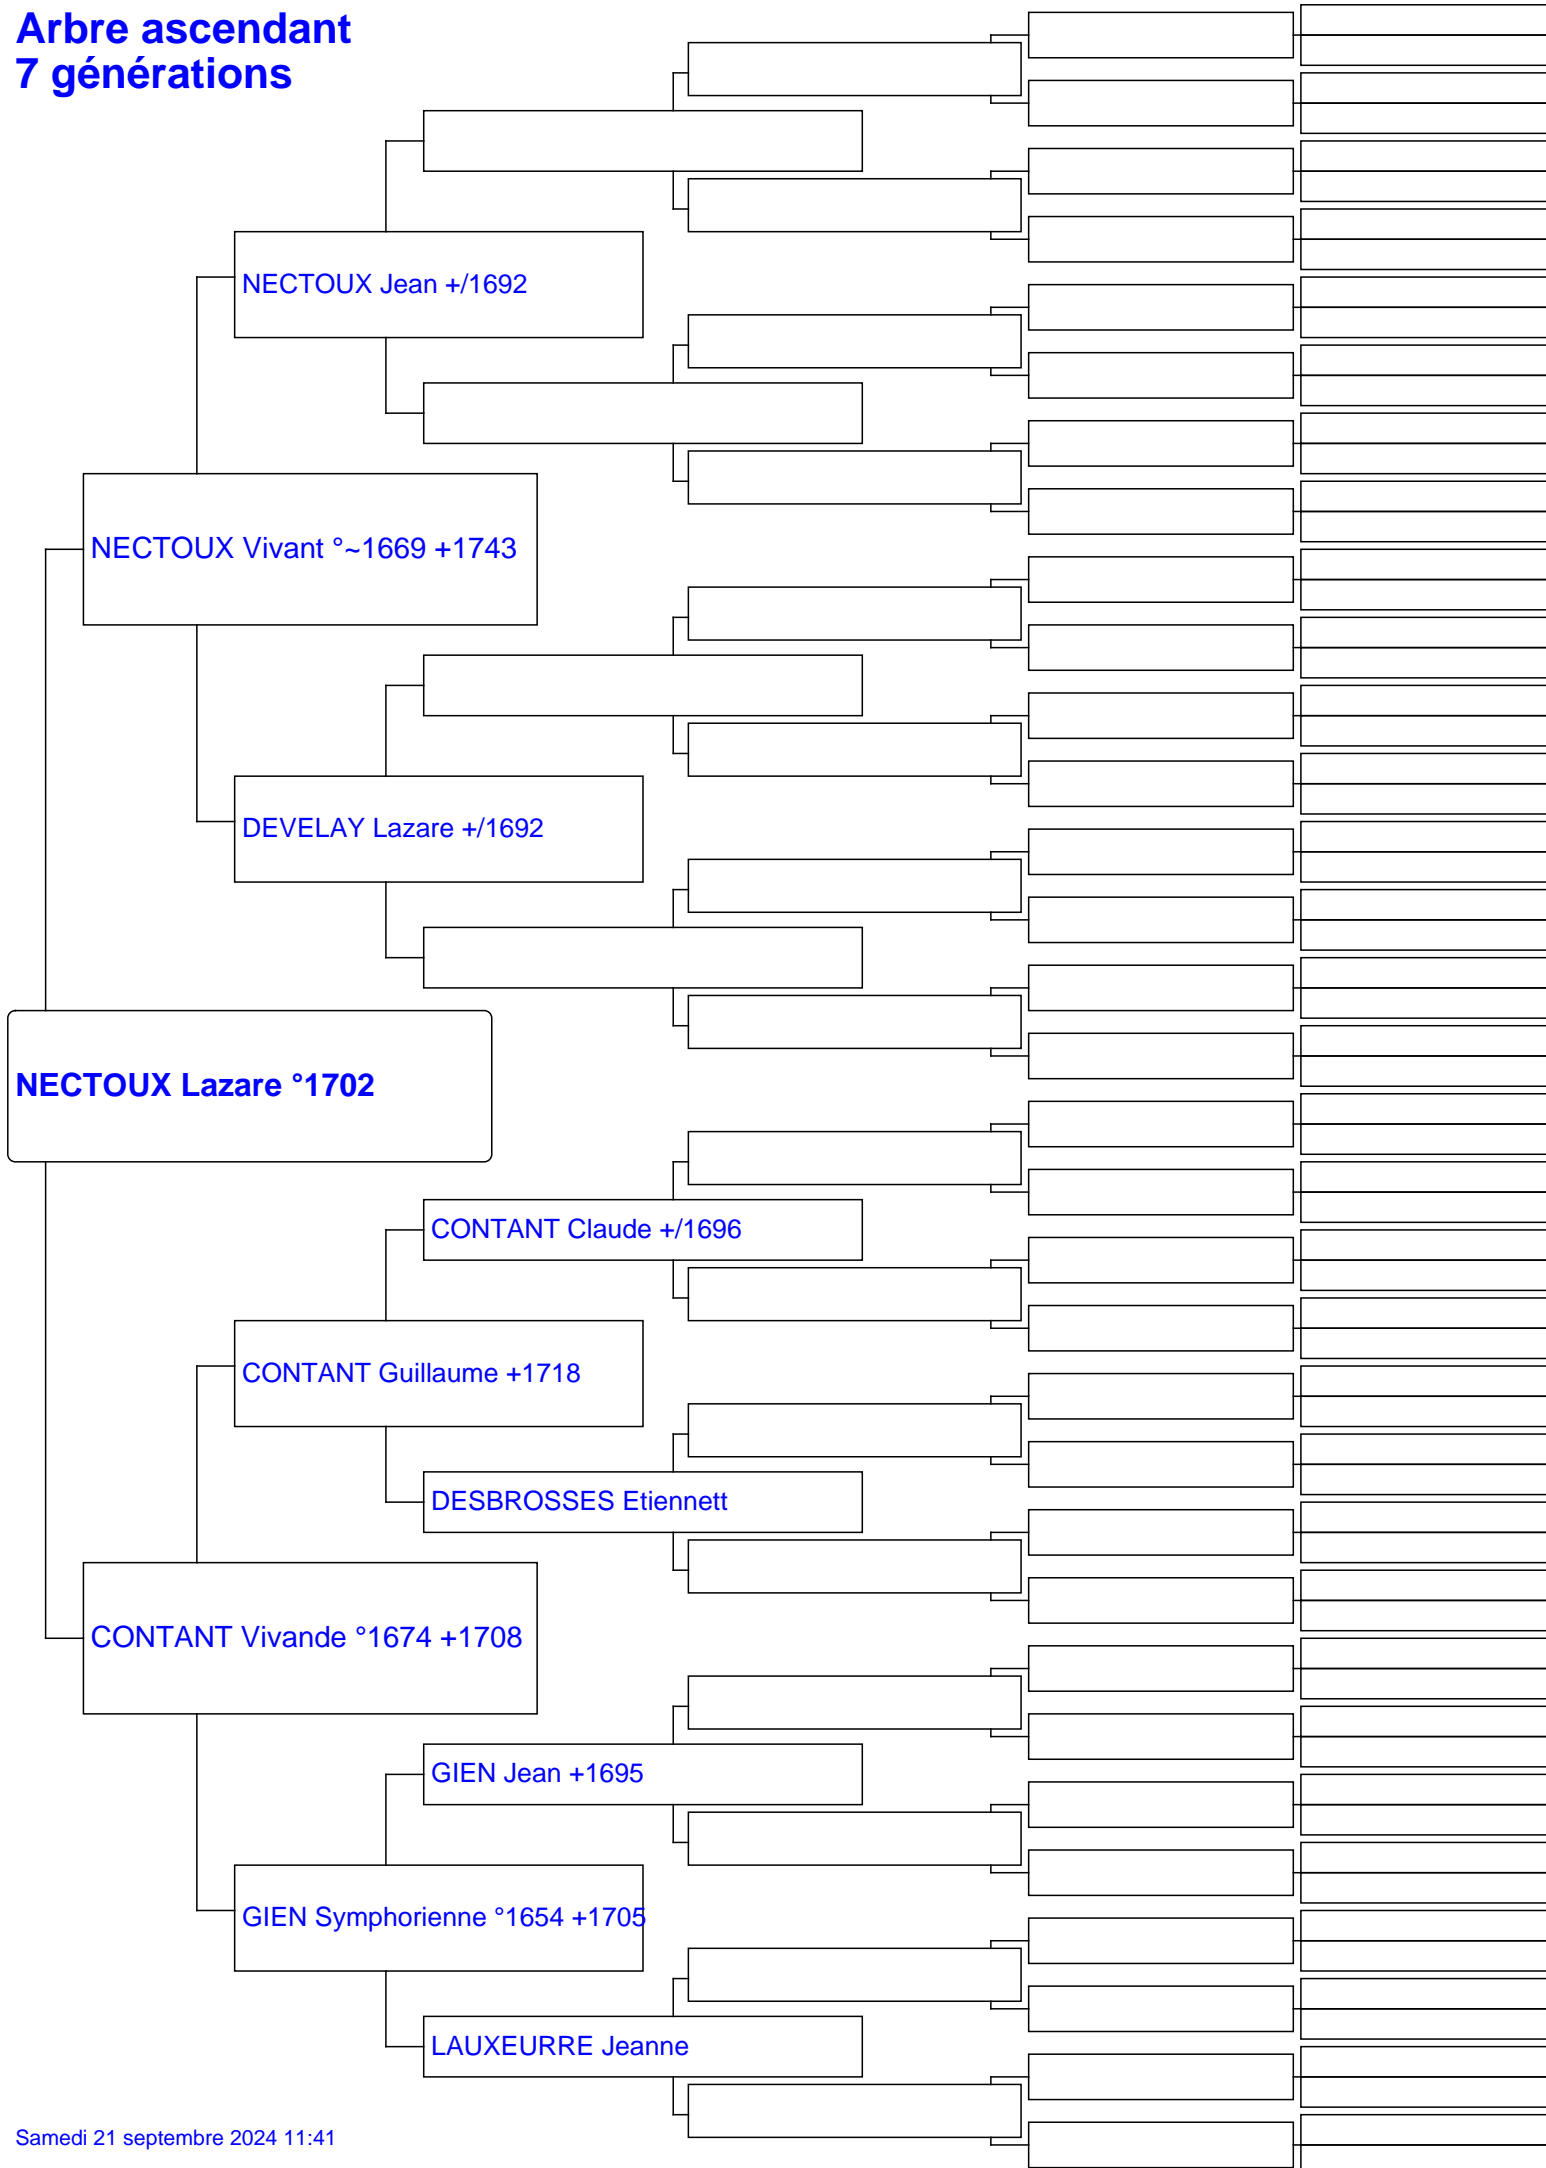 Arbre ascendant
7 générations
NECTOUX Jean +/1692
NECTOUX Vivant °~1669 +1743
DEVELAY Lazare +/1692
NECTOUX Lazare °1702
CONTANT Claude +/1696
CONTANT Guillaume +1718
DESBROSSES Etiennett
CONTANT Vivande °1674 +1708
GIEN Jean +1695
GIEN Symphorienne °1654 +1705
LAUXEURRE Jeanne
Samedi 21 septembre 2024 11:41